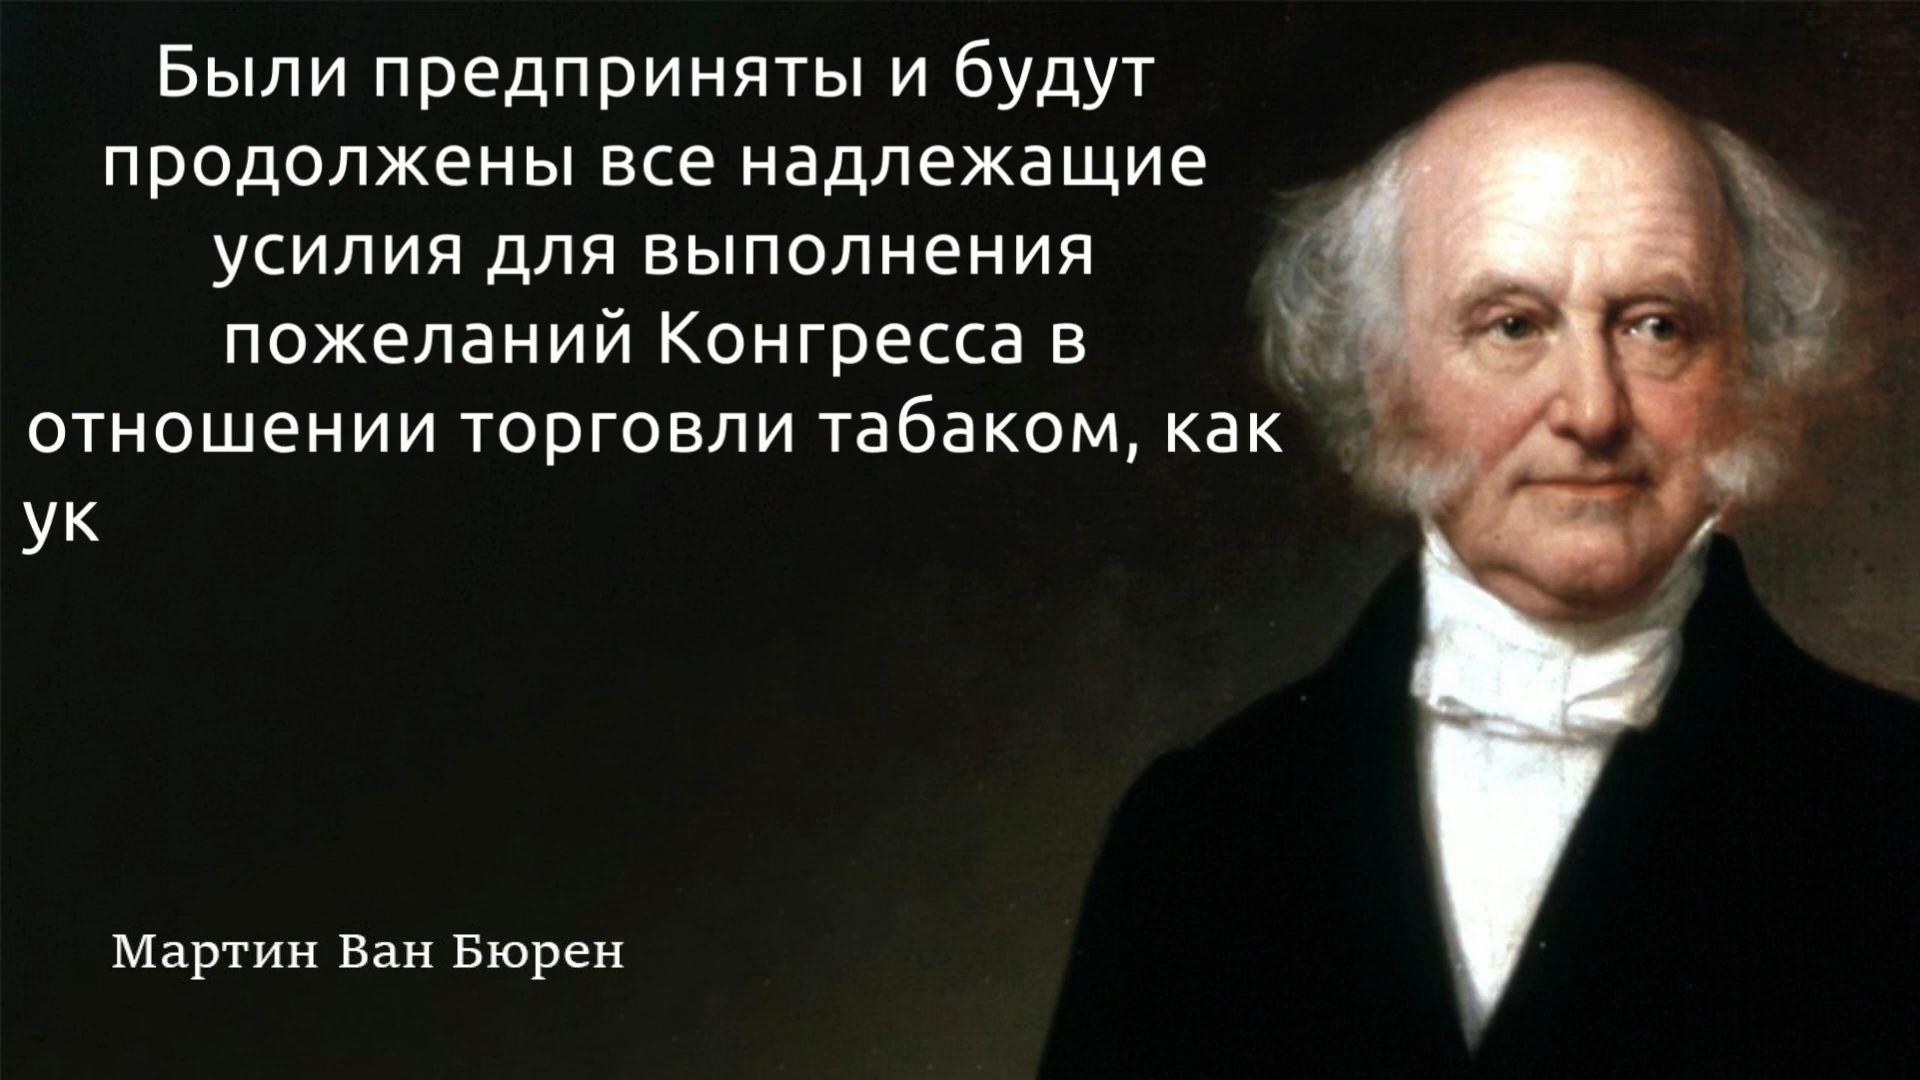 Были предприняты и будут
продолжены все надлежащие
усилия для выполнения
пожеланий Конгресса в
отношении торговли табаком, как
ук
Мартин Ван Бюрен